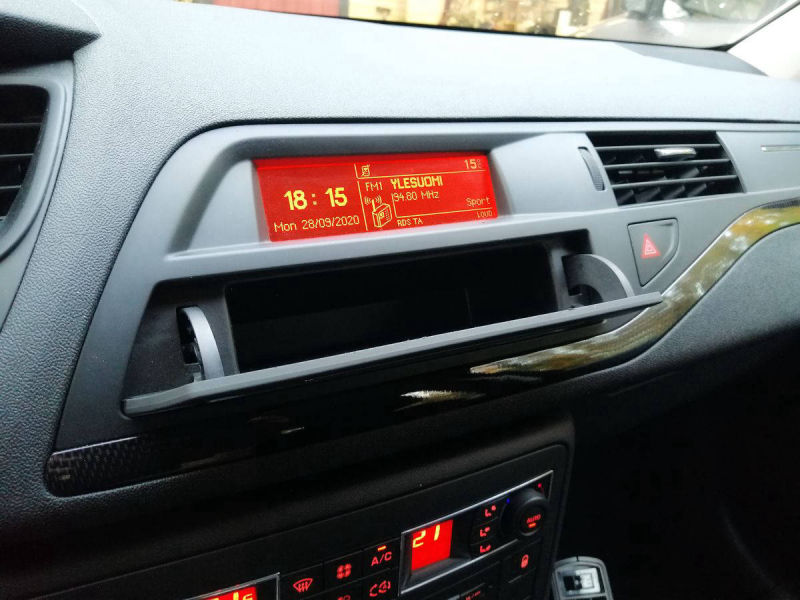 15°C
FM1 YLESUOMI
18:15
94.80 MHz
Mon 28/09/2020
Sport
RDS TA
LOUD
21
AUTO
A/C